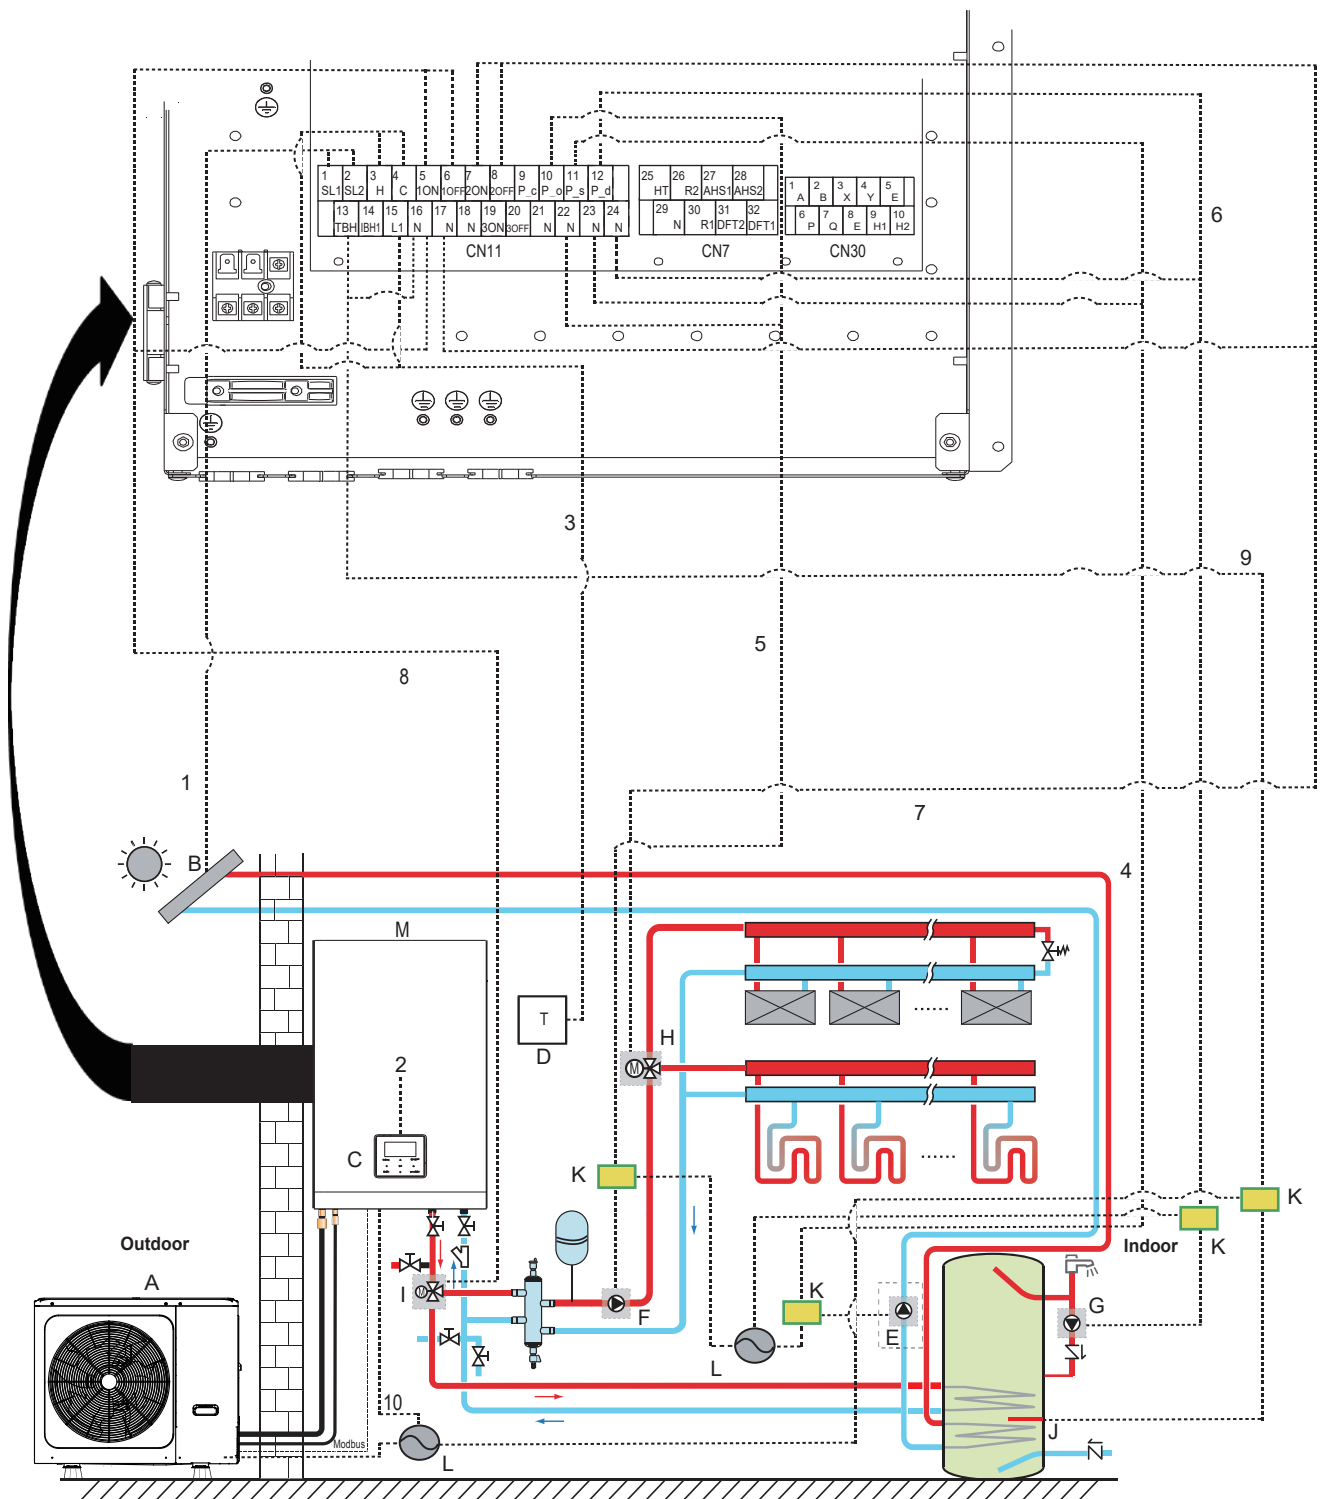 1 2 3 4 5 6 7 8 9 10 11 12
SL1 SL2 H C 1ON 1OFF 2ON 2OFF P_c P_o P_s P_d
13 14 15 16 17 18 19 20 21 22 23 24
TBH IBH1 L1 N N N 3ON 3OFF N N N N
CN11
25 26 27 28
HT R2 AHS1 AHS2
29 30 31 32
N R1 DFT2 DFT1
CN7
1 2 3 4 5
A B X Y E
6 7 8 9 10
P Q E H1 H2
CN30
6
3
9
5
8
1
7
B
4
M
T
D
H
M
2
C
K
K
K
Outdoor
Indoor
A
I
M
F
K
E
G
L
10
J
Modbus
L